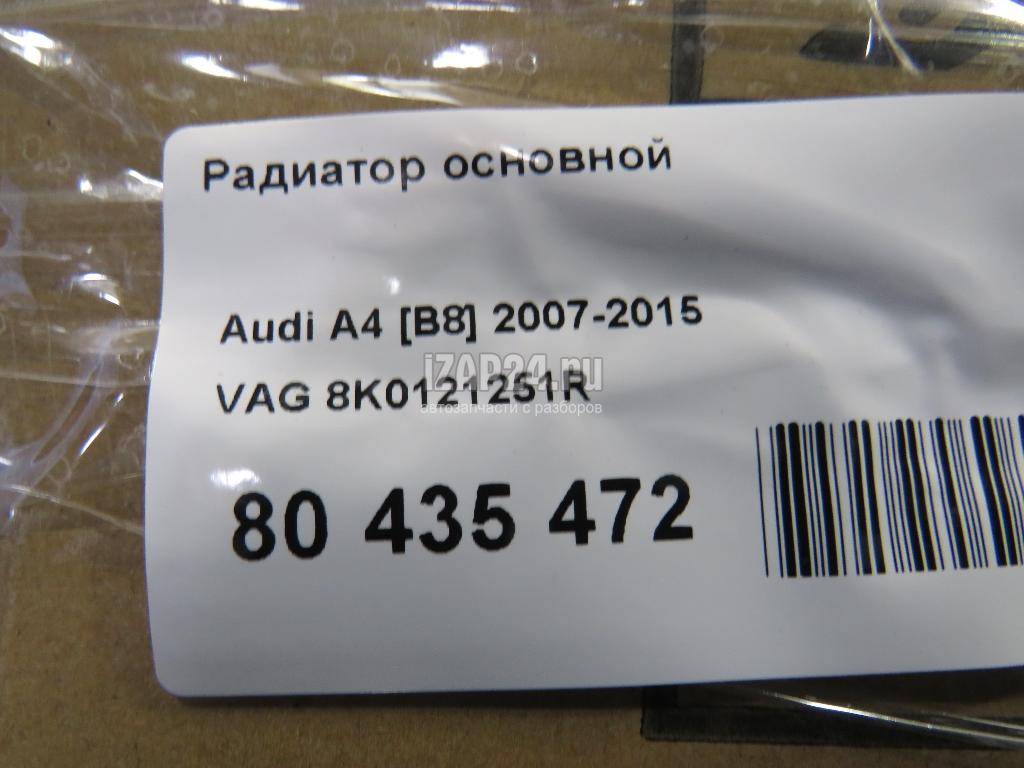 Радиатор основной
Audi A4 [B8] 2007-2015
iZAP24.ru
VAG 8K0121251R
автозапчасти с разборов
80 435 472